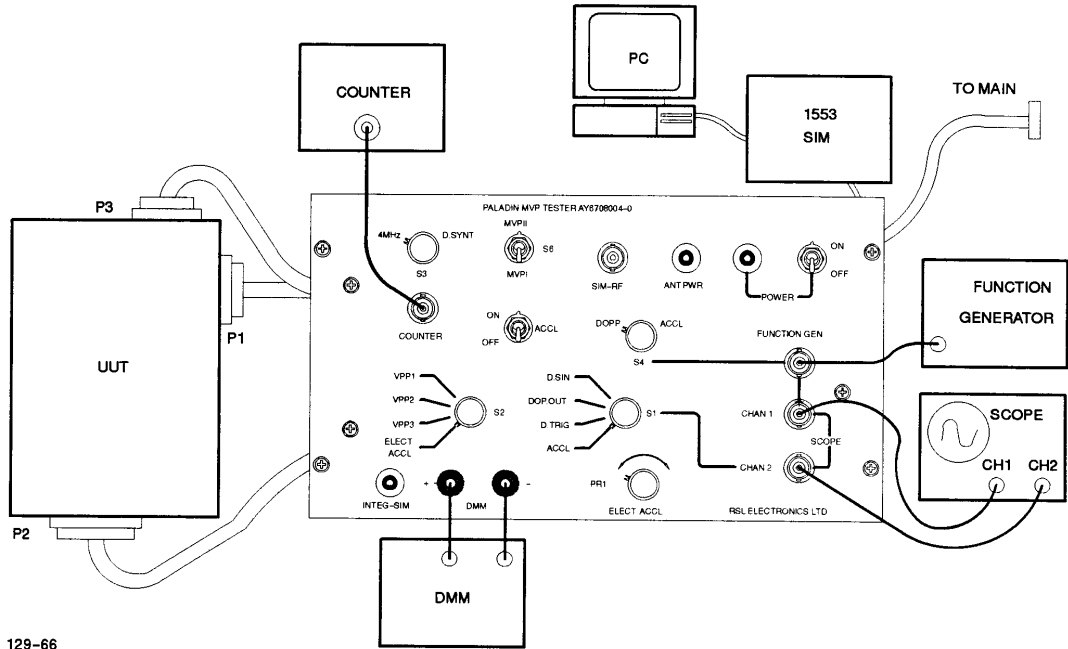 PC
COUNTER
1553
SIM
TO MAIN
P3
P1
UUT
P2
PALADIN MVP TESTER AY6708004-0
4MHz
D.SYNT
S3
MVPII
S6
MVPI
SIM-RF
ANT PWR
POWER
ON
OFF
COUNTER
ON
OFF
ACCL
DOPP
ACCL
S4
FUNCTION GEN
FUNCTION
GENERATOR
VPP1
VPP2
VPP3
ELECT
ACCL
S2
D.SIN
DOP.OUT
D.TRIG
ACCL
S1
CHAN 1
SCOPE
CHAN 2
SCOPE
CH1
CH2
INTEG-SIM
+
DMM
-
PR1
ELECT ACCL
RSL ELECTRONICS LTD
DMM
129-66